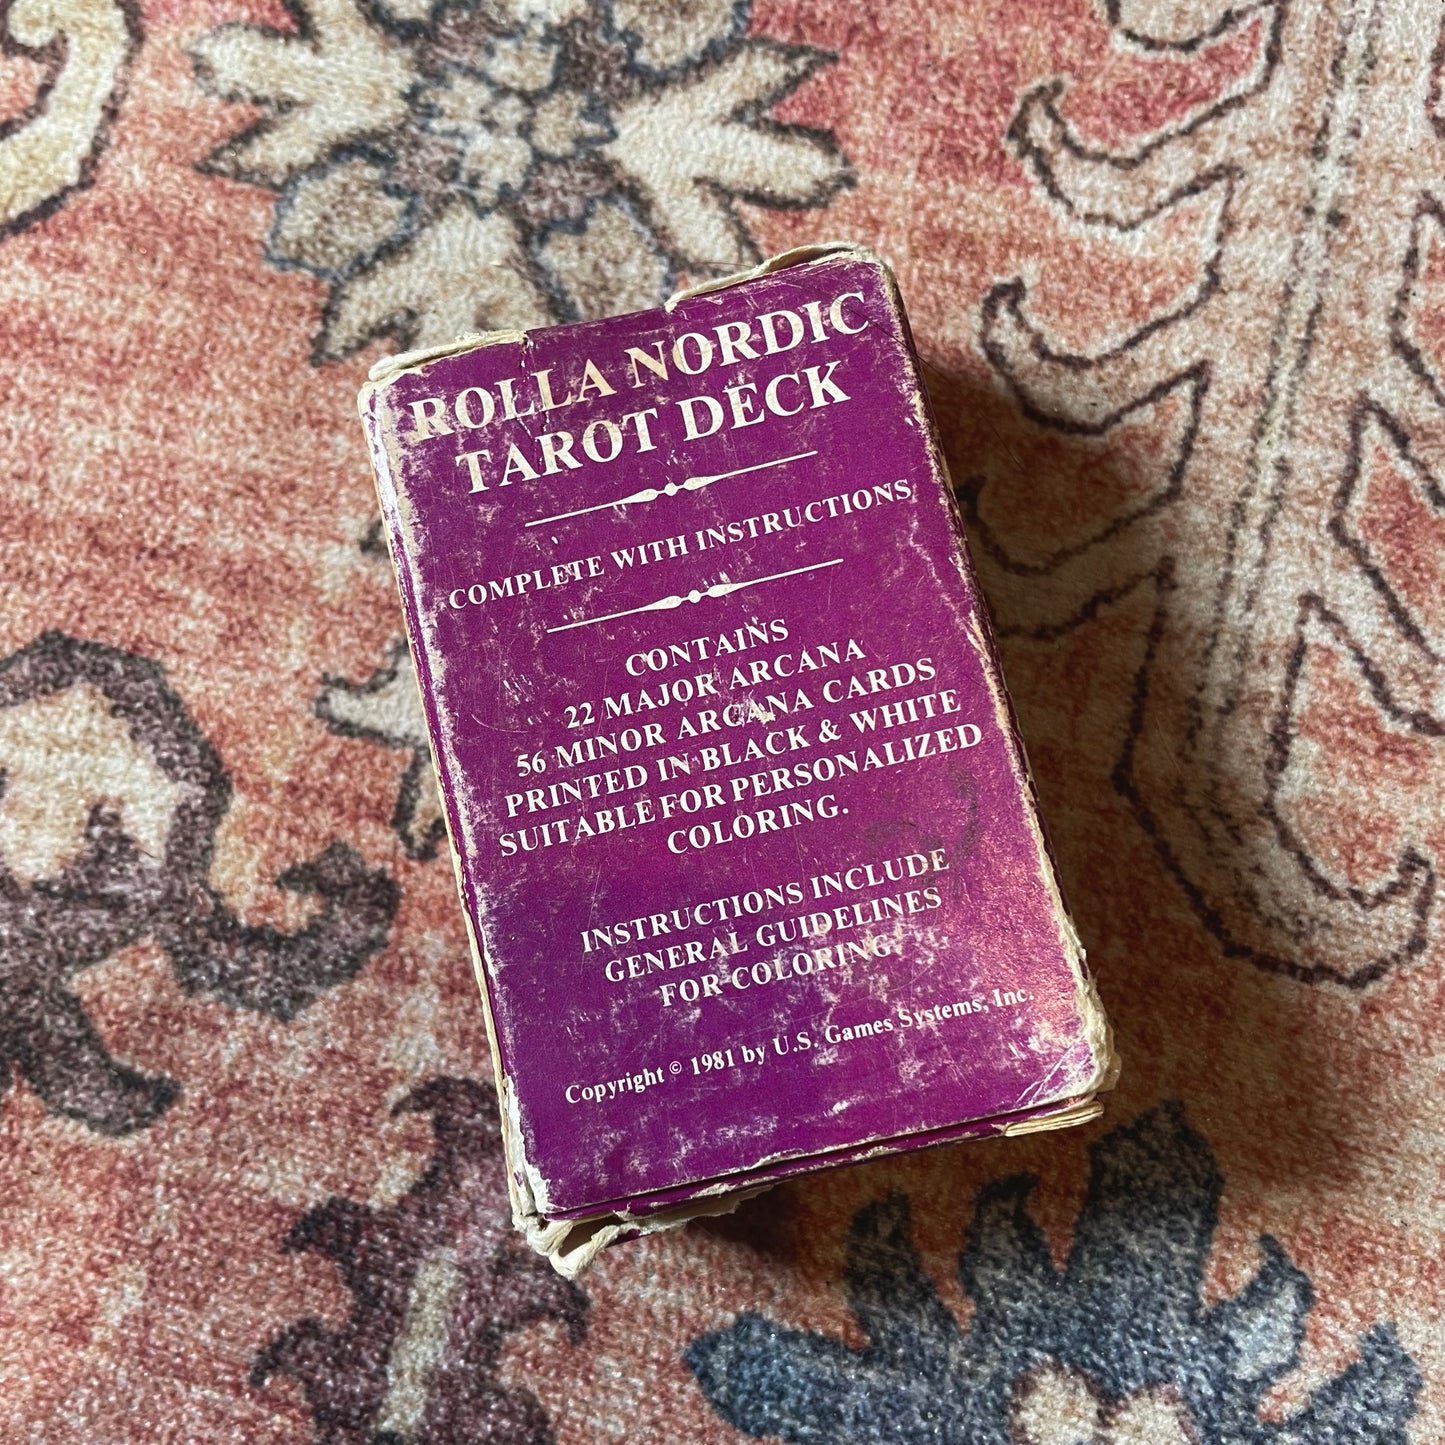 ROLLA NORDIC
TAROT DECK
COMPLETE WITH INSTRUCTIONS
CONTAINS
22 MAJOR ARCANA
56 MINOR ARCANA CARDS
PRINTED IN BLACK & WHITE
SUITABLE FOR PERSONALIZED
COLORING.
INSTRUCTIONS INCLUDE
GENERAL GUIDELINES
FOR COLORING.
Copyright © 1981 by U.S. Games Systems, Inc.